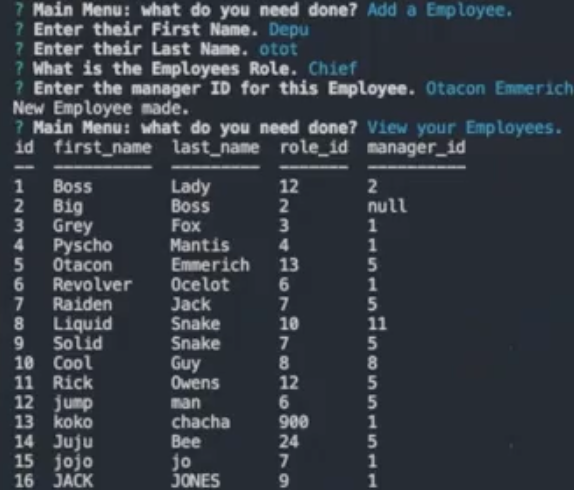 ? Main Menu: what do you need done? Add a Employee.
? Enter their First Name. Depu
? Enter their Last Name. otot
? What is the Employees Role. Chief
? Enter the manager ID for this Employee. Otacon Emmerich
New Employee made.
? Main Menu: what do you need done? View your Employees.
id first_name last_name role_id manager_id
-- ---------- --------- ------- ----------
1 Boss Lady 12 2
2 Big Boss 2 null
3 Grey Fox 3 1
4 Pyscho Mantis 4 1
5 Otacon Emmerich 13 5
6 Revolver Ocelot 6 1
7 Raiden Jack 7 5
8 Liquid Snake 10 11
9 Solid Snake 7 5
10 Cool Guy 8 8
11 Rick Owens 12 5
12 jump man 6 5
13 koko chacha 900 1
14 Juju Bee 24 5
15 jojo jo 7 1
16 JACK JONES 9 1